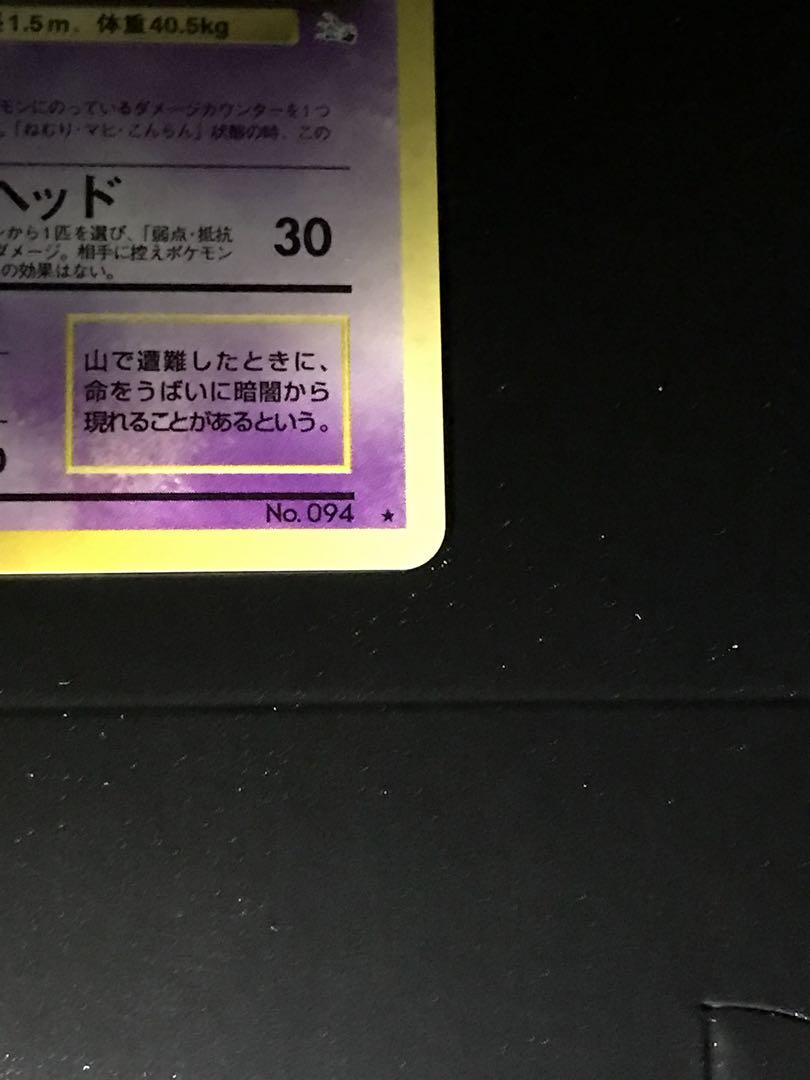 1.5m. 体重40.5kg
モンにのっているダメージカウンターを1つ
。「ねむり・マヒ・こんらん」状態の時、この
ヘッド
から1匹を選び、「弱点・抵抗
30
ダメージ。相手に控えポケモン
の効果はない。
山で遭難したときに、
命をうばいに暗闇から
現れることがあるという。
No. 094 ★